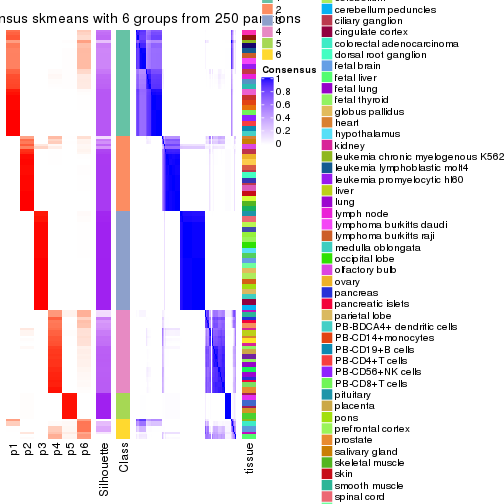 nsus skmeans with 6 groups from 250 par
ons
2
4
5
6
Consensus
1
0.8
0.6
0.4
0.2
0
cerebellum peduncles
ciliary ganglion
cingulate cortex
colorectal adenocarcinoma
dorsal root ganglion
fetal brain
fetal liver
fetal lung
fetal thyroid
globus pallidus
heart
hypothalamus
kidney
leukemia chronic myelogenous K562
leukemia lymphoblastic molt4
leukemia promyelocytic hl60
liver
lung
lymph node
lymphoma burkitts daudi
lymphoma burkitts raji
medulla oblongata
occipital lobe
olfactory bulb
ovary
pancreas
pancreatic islets
parietal lobe
PB-BDCA4+ dendritic cells
PB-CD14+monocytes
PB-CD19+B cells
PB-CD4+T cells
PB-CD56+NK cells
PB-CD8+T cells
pituitary
placenta
pons
prefrontal cortex
prostate
salivary gland
skeletal muscle
skin
smooth muscle
spinal cord
p1
p2
p3
p4
p5
p6
Silhouette
Class
tissue